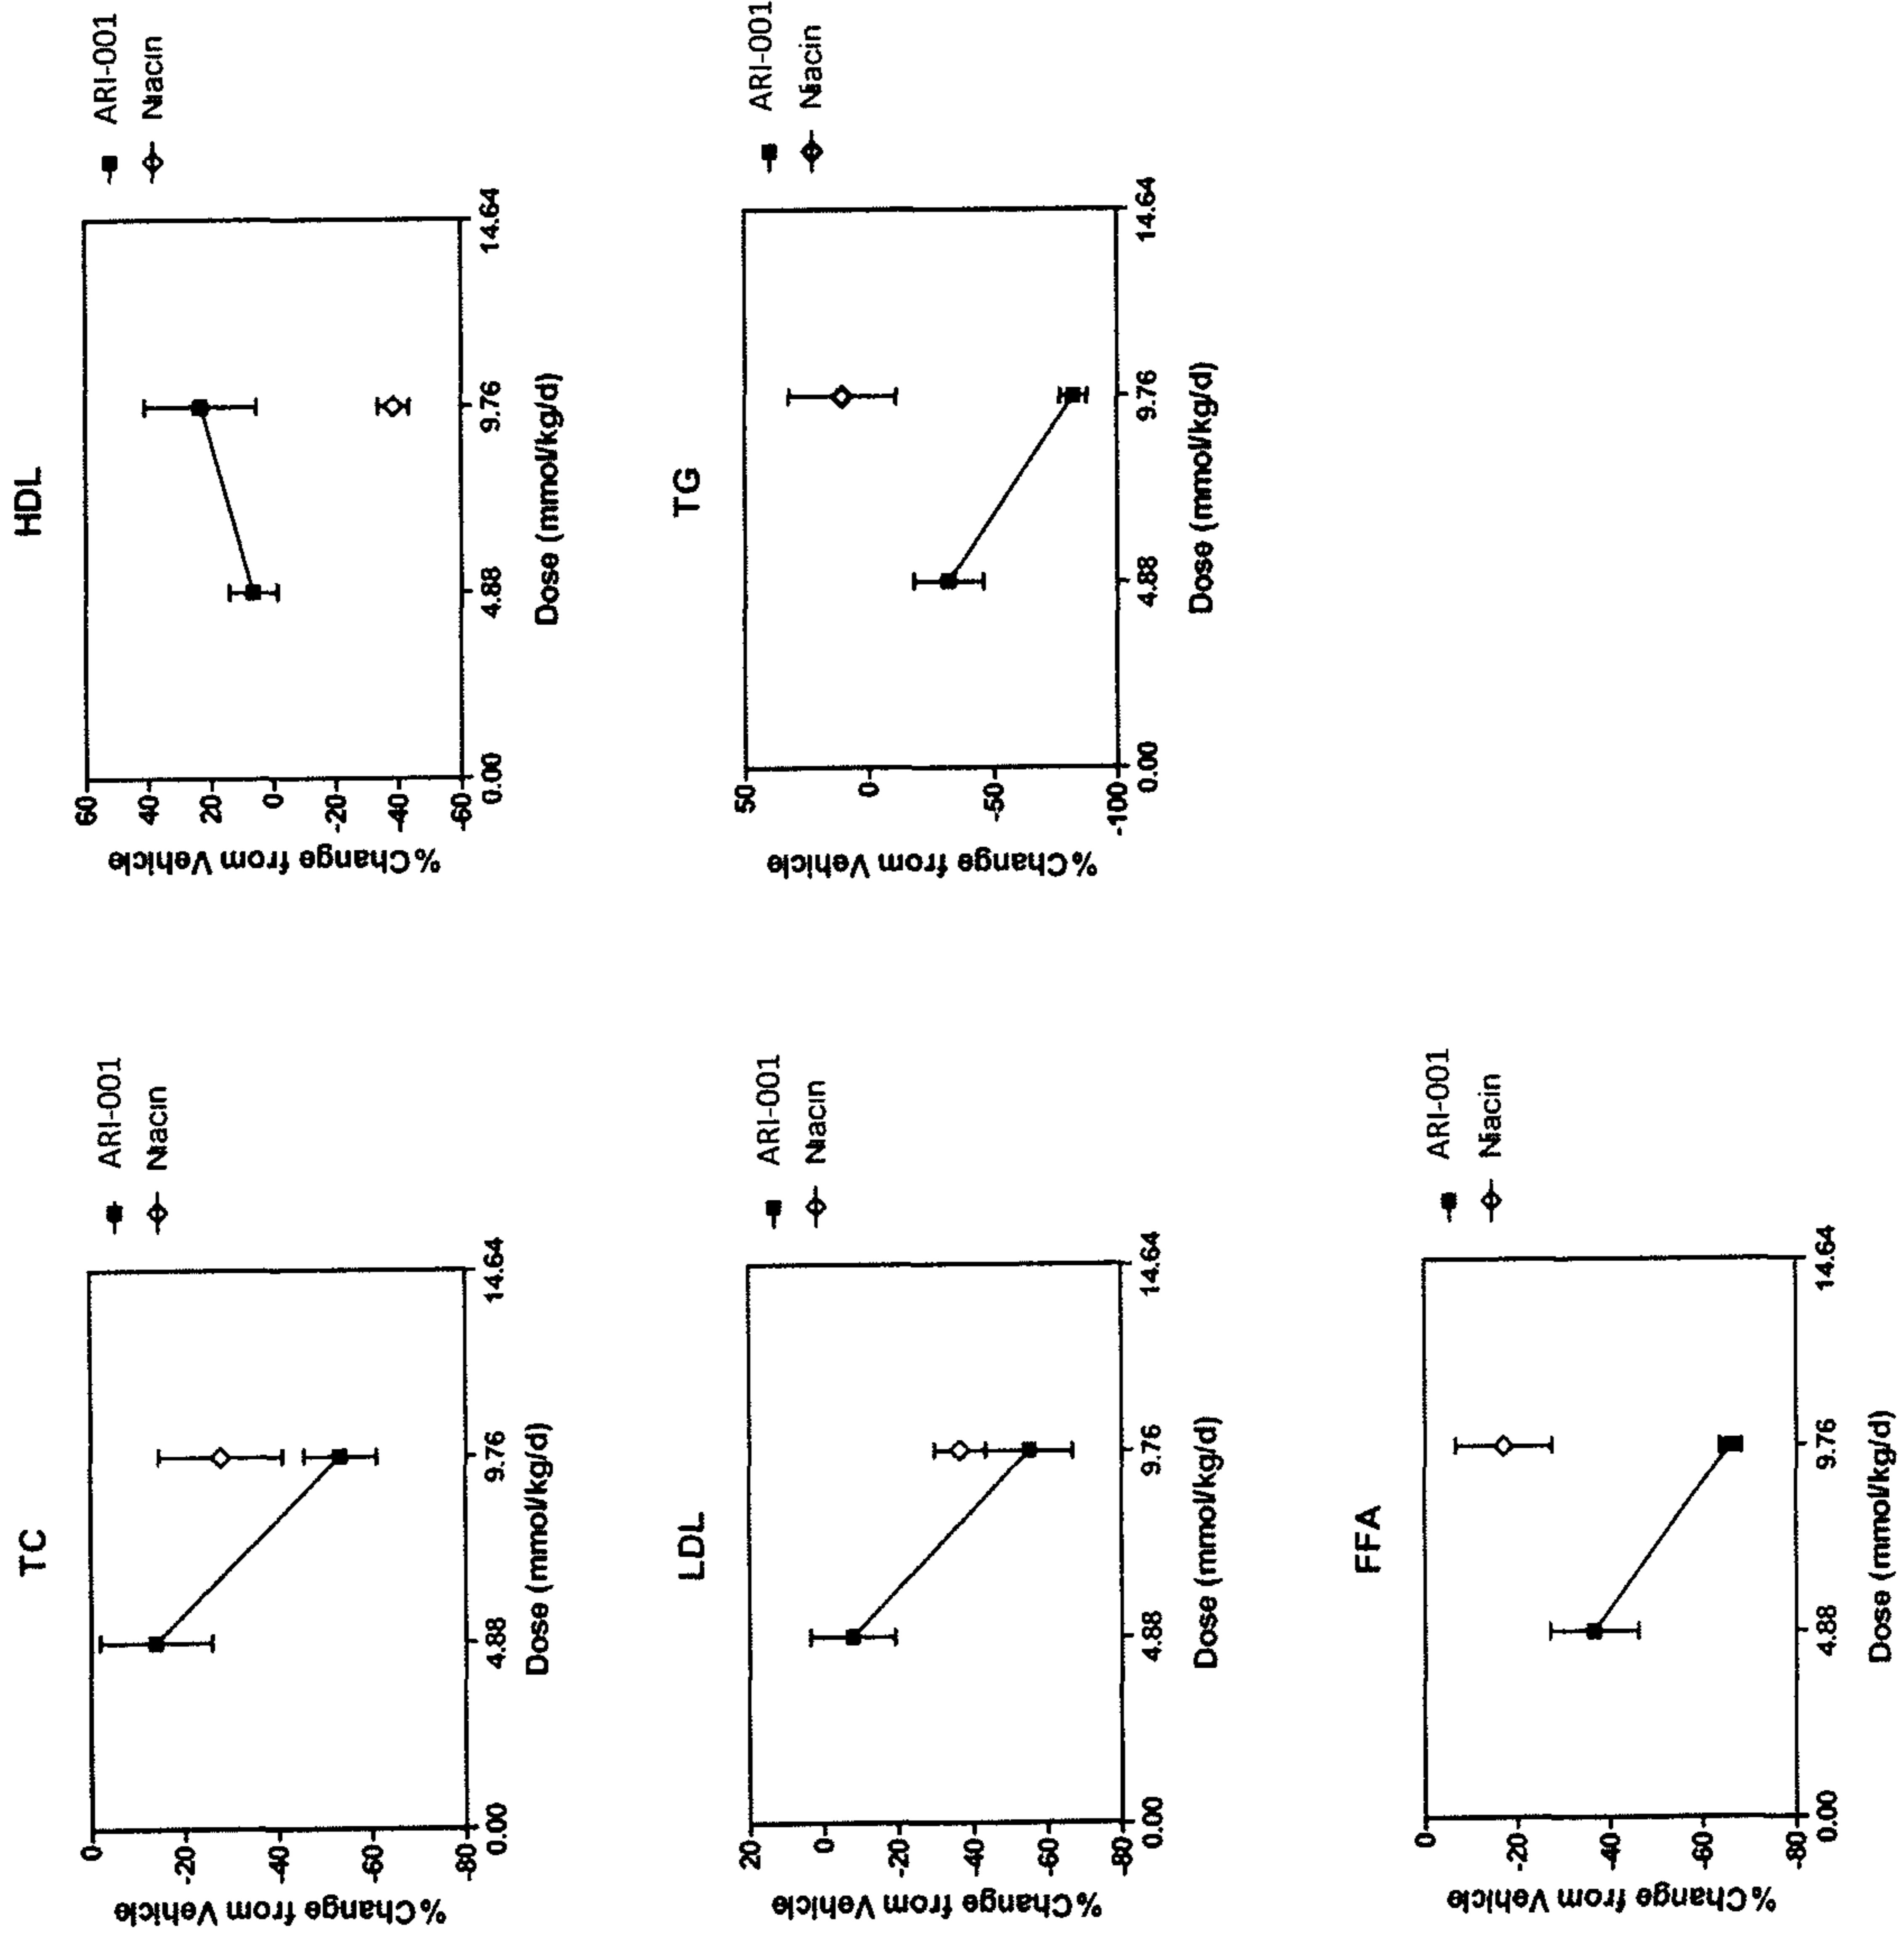 TC
ARI-001
Niacin
% Change from Vehicle
0
-20
-40
-60
-80
0.00
4.88
9.76
14.64
Dose (mmol/kg/d)
HDL
ARI-001
Niacin
% Change from Vehicle
60
40
20
0
-20
-40
-60
0.00
4.88
9.76
14.64
Dose (mmol/kg/d)
LDL
ARI-001
Niacin
% Change from Vehicle
20
0
-20
-40
-60
-80
0.00
4.88
9.76
14.64
Dose (mmol/kg/d)
TG
ARI-001
Niacin
% Change from Vehicle
50
0
-50
-100
0.00
4.88
9.76
14.64
Dose (mmol/kg/d)
FFA
ARI-001
Niacin
% Change from Vehicle
0
-20
-40
-60
-80
0.00
4.88
9.76
14.64
Dose (mmol/kg/d)